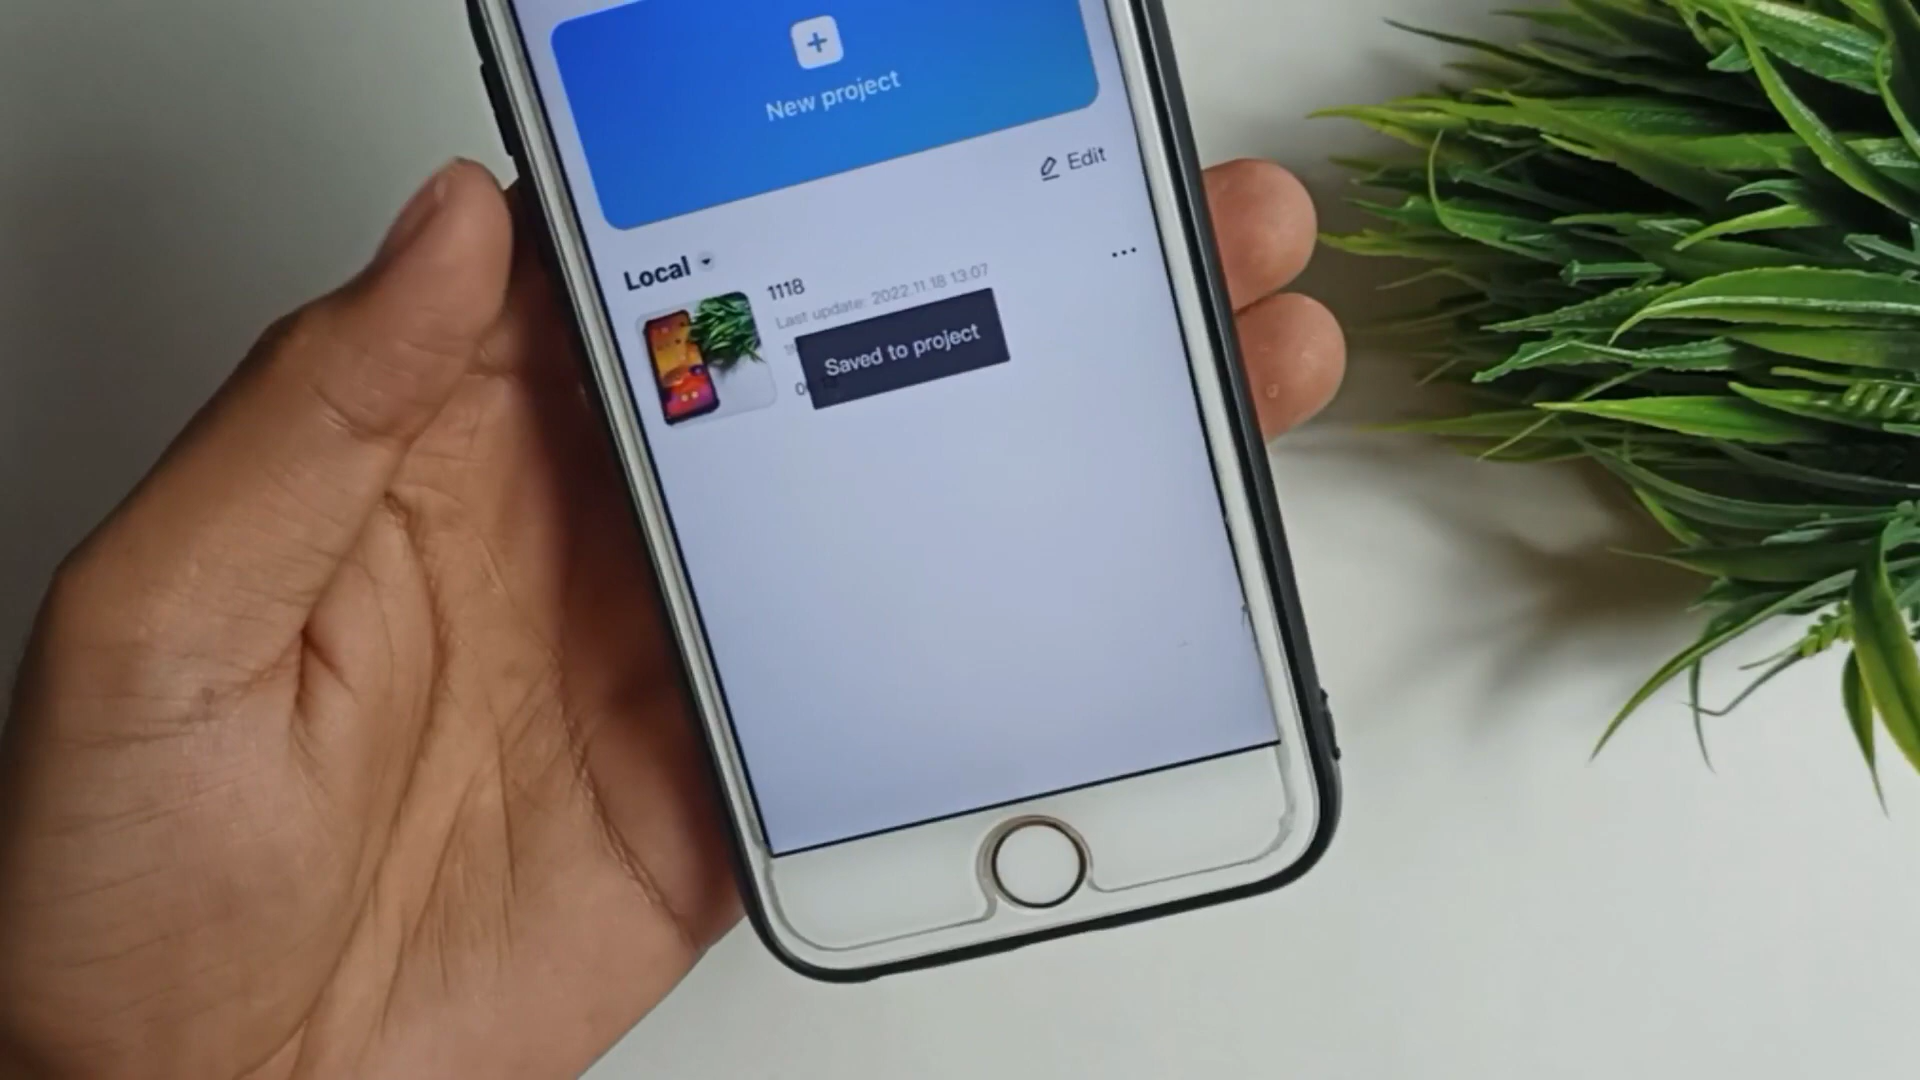 New project
Edit
Local
1118
Last update: 2022.11.18 13:07
Saved to project